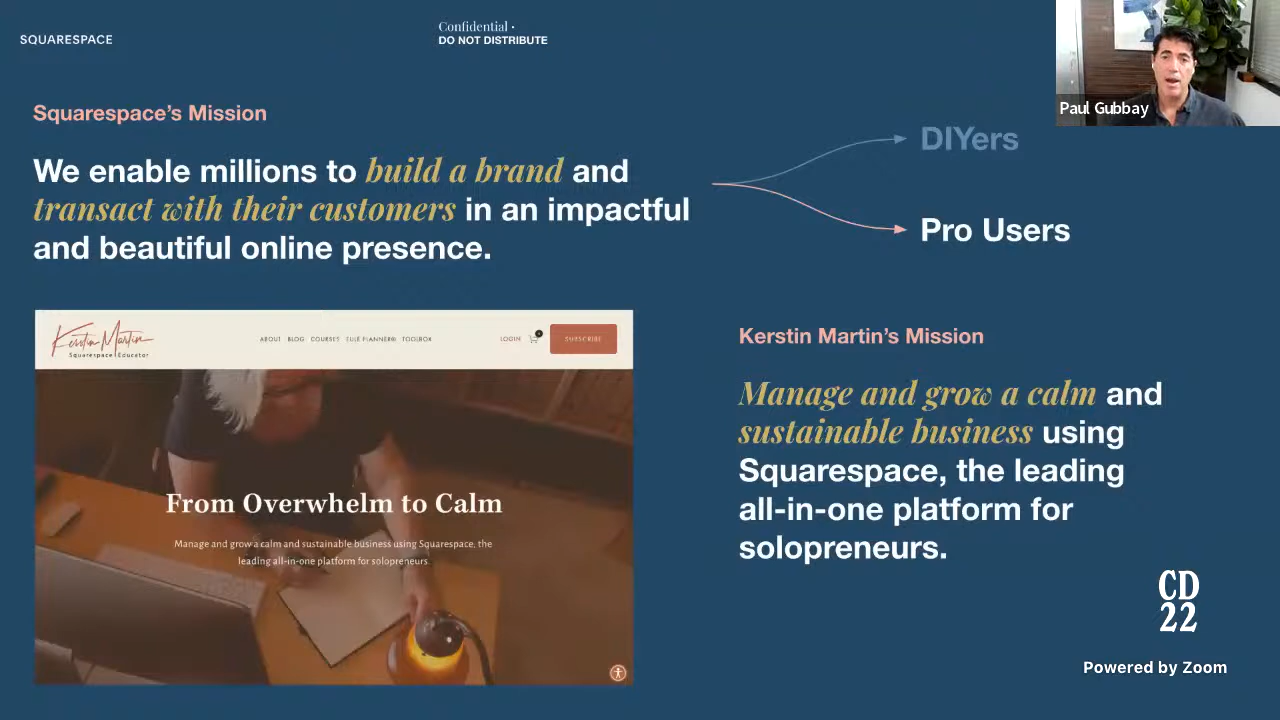 SQUARESPACE
Confidential ·
DO NOT DISTRIBUTE
Paul Gubbay
Squarespace's Mission
We enable millions to build a brand and
transact with their customers in an impactful
and beautiful online presence.
DIYers
Pro Users
Kerstin Martin
Squarespace Educator
ABOUT BLOG COURSES CULE PLANNER® TOOLBOX
LOGIN
SUBSCRIBE
From Overwhelm to Calm
Manage and grow a calm and sustainable business using Squarespace, the
leading all-in-one platform for solopreneurs.
Kerstin Martin's Mission
Manage and grow a calm and
sustainable business using
Squarespace, the leading
all-in-one platform for
solopreneurs.
CD
22
Powered by Zoom